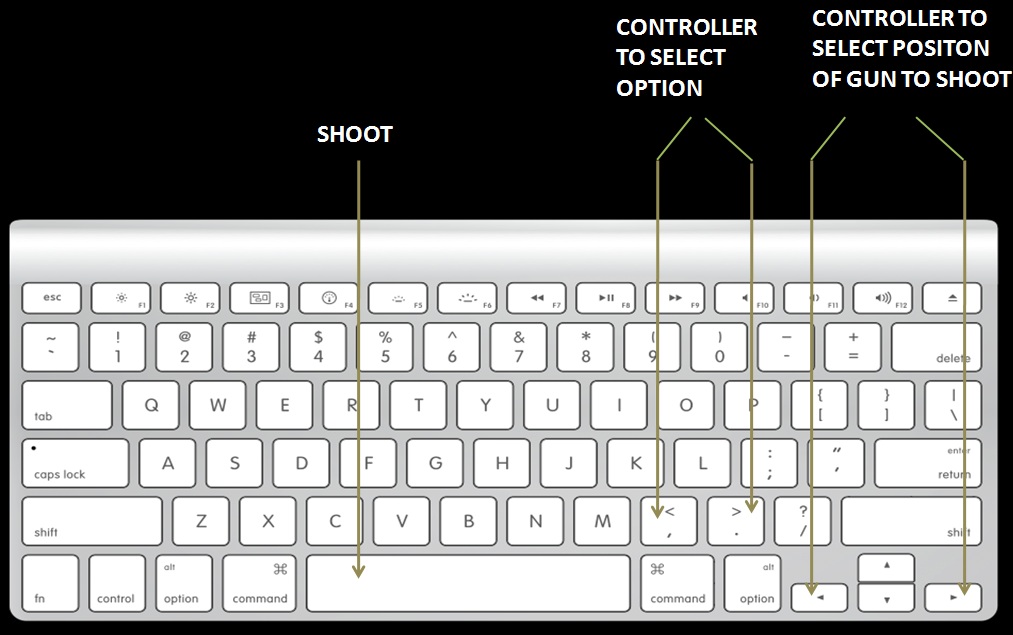 CONTROLLER
TO SELECT
OPTION
CONTROLLER TO
SELECT POSITON
OF GUN TO SHOOT
SHOOT
esc F1 F2 F3 F4 F5 F6 F7 F8 F9 F10 F11 F12
~ ! @ # $ % ^ & * ( ) – +
` 1 2 3 4 5 6 7 8 9 0 - = delete
tab Q W E R T Y U I O P { [ } ] | \
caps lock A S D F G H J K L : ; " ' enter return
shift Z X C V B N M < , > . ? / shift
fn control alt option ⌘ command ⌘ command alt option ◄ ▲ ▼ ►